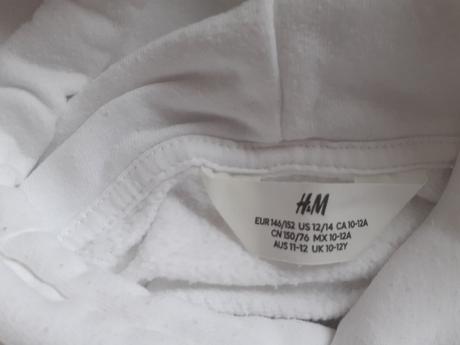 H&M
EUR 146/152 US 12/14 CA 10-12A
CN 150/76 MX 10-12A
AUS 11-12 UK 10-12Y